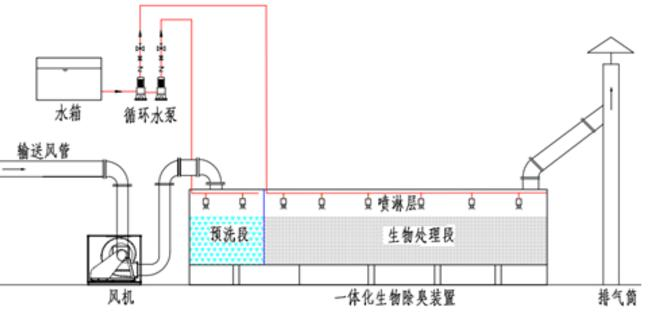 水箱
循环水泵
输送风管
喷淋层
预洗段
生物处理段
风机
一体化生物除臭装置
排气筒